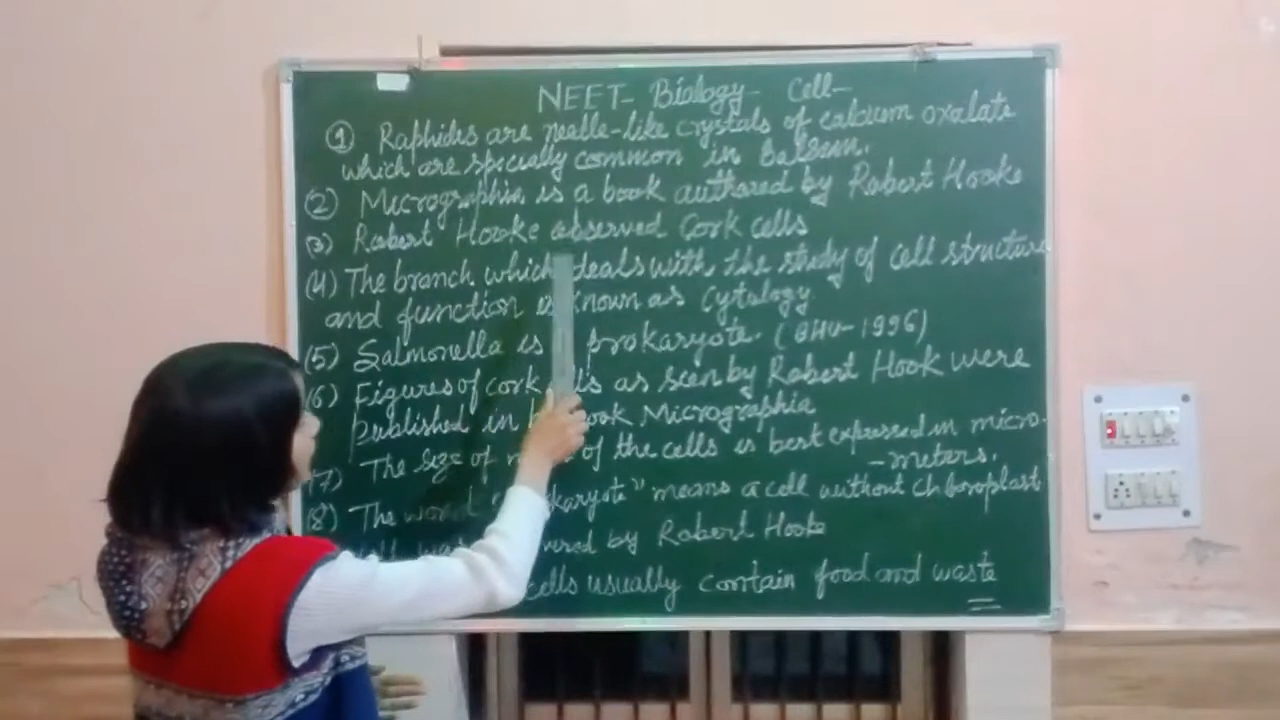 NEET- Biology- Cell-
(1) Raphides are nealle-like crystals of calcium oxalate
which are specially common in Balsam.
(2) Micrographia is a book authored by Robert Hooke
(3) Robert Hooke observed Cork cells
(4) The branch which deals with the study of cell structure
and function is known as Cytology.
(5) Salmonella is prokaryote. (BHU-1996)
(6) Figures of cork as seen by Robert Hook were
published in Micrographia
(7) The size of of the cells is best expressed in micro-
-meters.
(8) The word means a cell without chloroplast
by Robert Hooke
cells usually contain food and waste